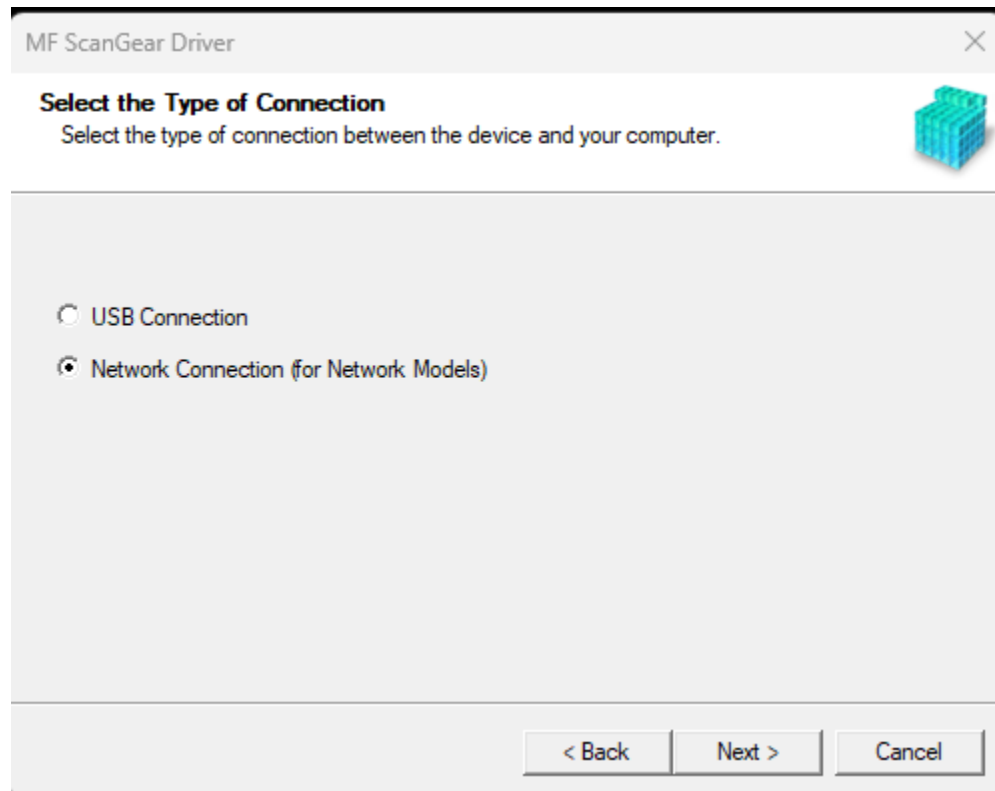 MF ScanGear Driver
Select the Type of Connection
Select the type of connection between the device and your computer.
USB Connection
Network Connection (for Network Models)
< Back Next > Cancel